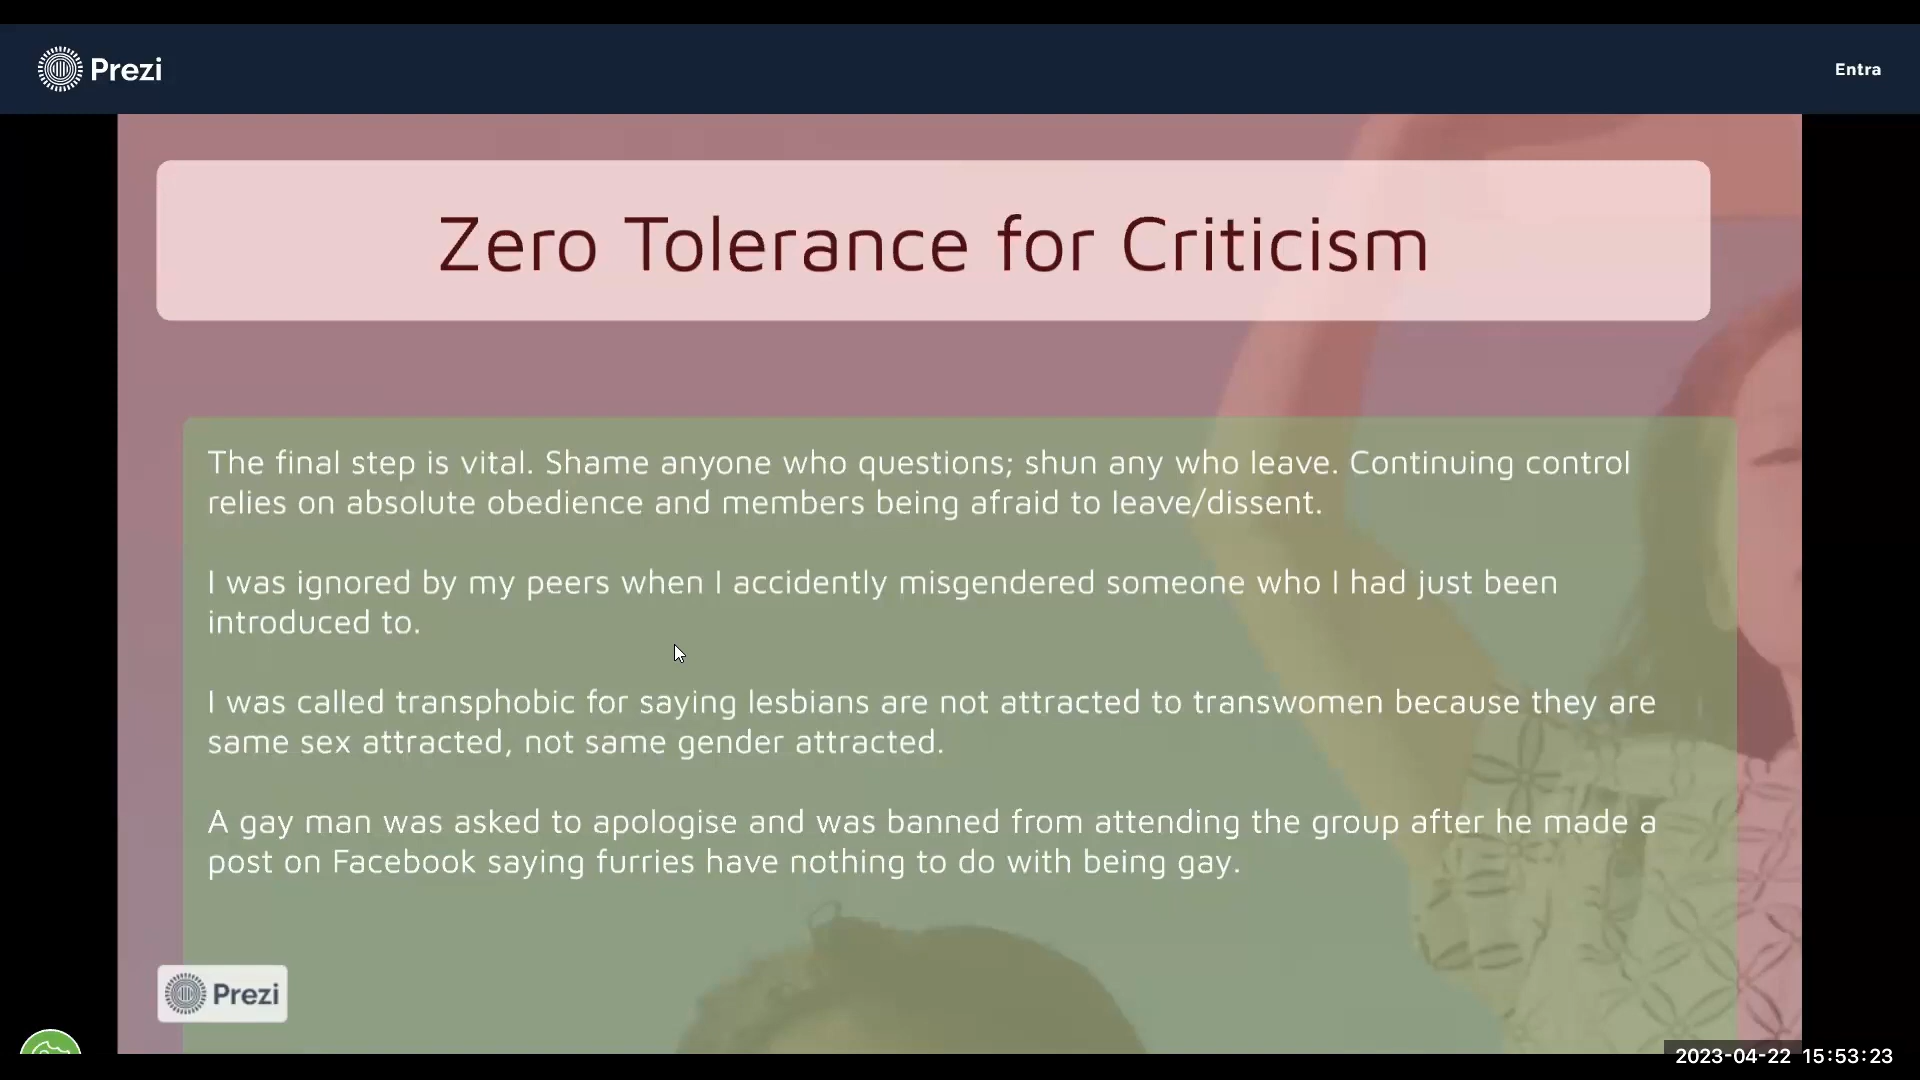 Prezi
Entra
Zero Tolerance for Criticism
The final step is vital. Shame anyone who questions; shun any who leave. Continuing control
relies on absolute obedience and members being afraid to leave/dissent.
I was ignored by my peers when I accidently misgendered someone who I had just been
introduced to.
I was called transphobic for saying lesbians are not attracted to transwomen because they are
same sex attracted, not same gender attracted.
A gay man was asked to apologise and was banned from attending the group after he made a
post on Facebook saying furries have nothing to do with being gay.
Prezi
2023-04-22 15:53:23